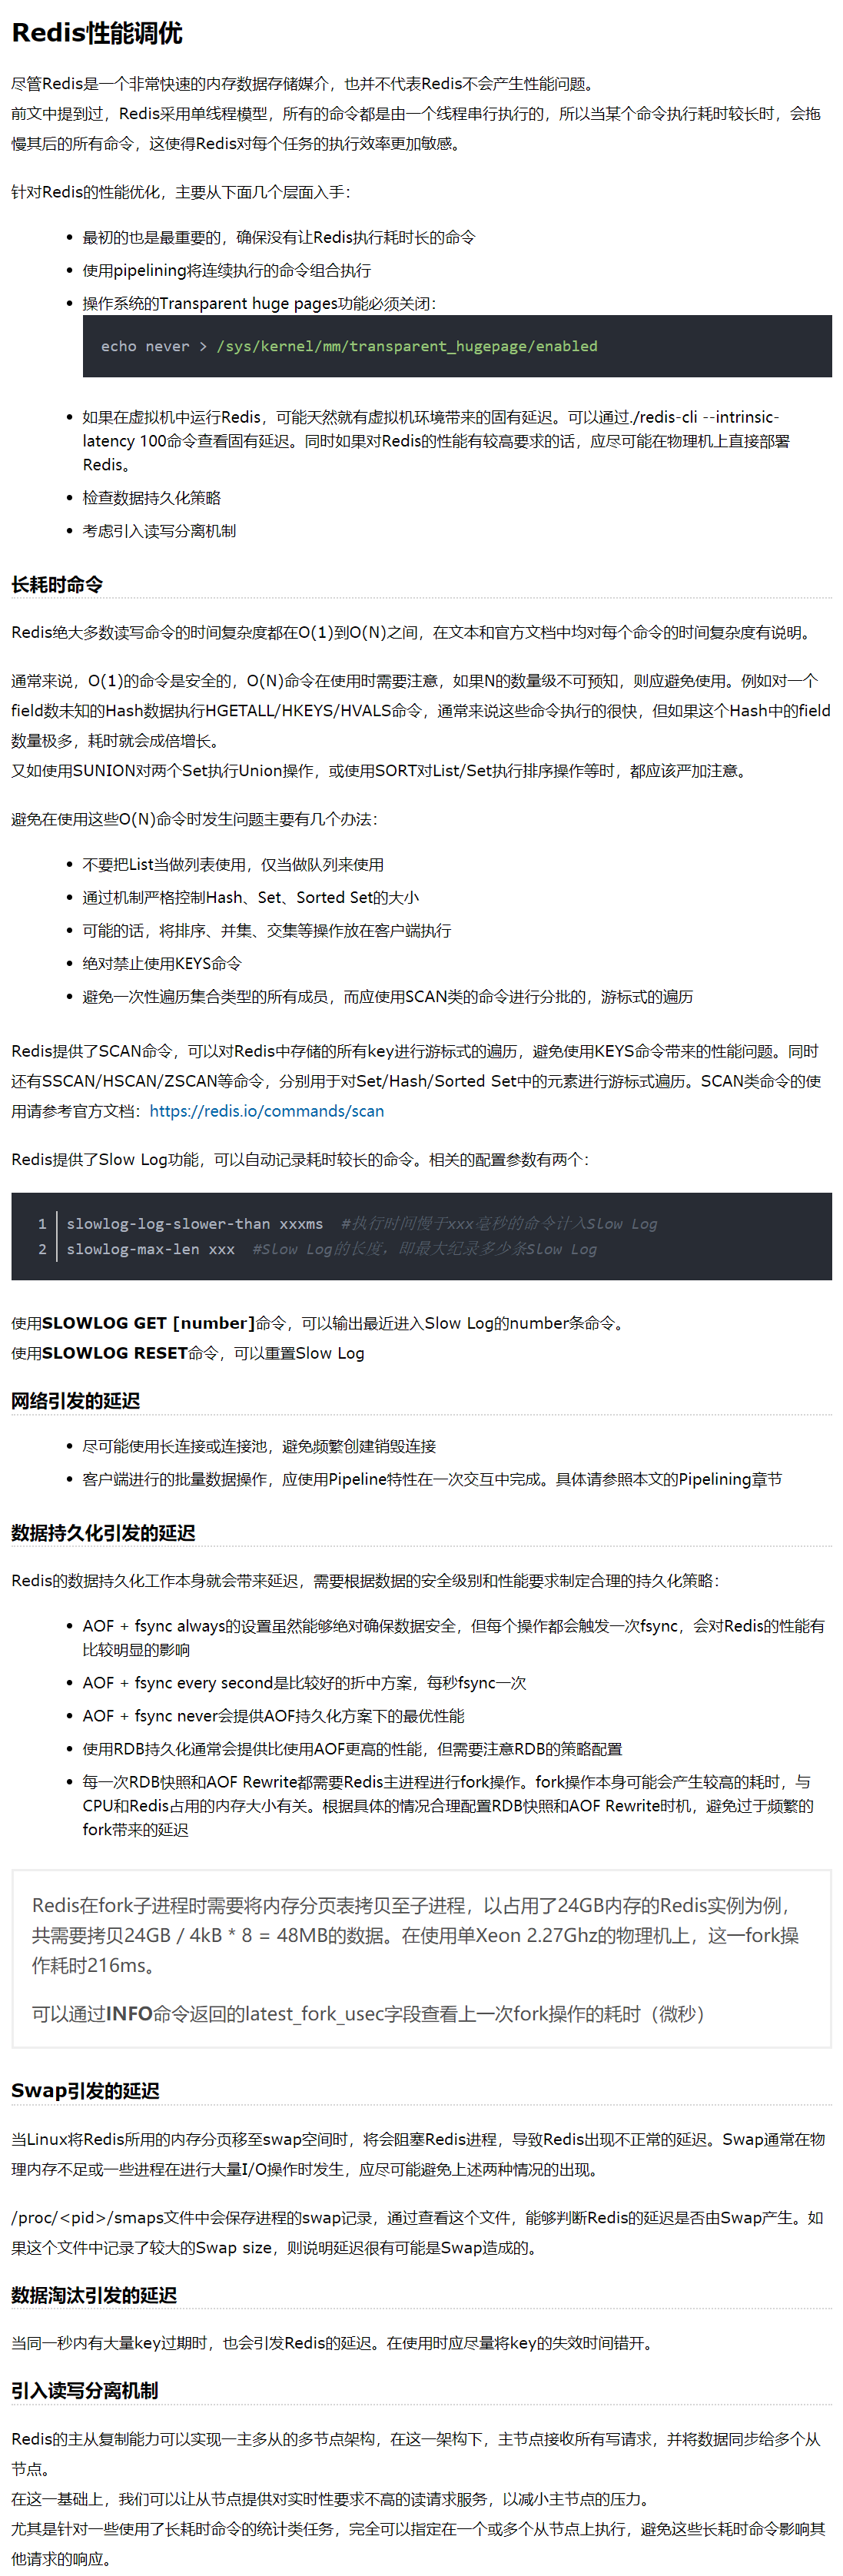 Redis性能调优
尽管Redis是一个非常快速的内存数据存储媒介，也并不代表Redis不会产生性能问题。
前文中提到过，Redis采用单线程模型，所有的命令都是由一个线程串行执行的，所以当某个命令执行耗时较长时，会拖
慢其后的所有命令，这使得Redis对每个任务的执行效率更加敏感。
针对Redis的性能优化，主要从下面几个层面入手：
• 最初的也是最重要的，确保没有让Redis执行耗时长的命令
• 使用pipelining将连续执行的命令组合执行
• 操作系统的Transparent huge pages功能必须关闭：
echo never > /sys/kernel/mm/transparent_hugepage/enabled
• 如果在虚拟机中运行Redis，可能天然就有虚拟机环境带来的固有延迟。可以通过./redis-cli --intrinsic-
latency 100命令查看固有延迟。同时如果对Redis的性能有较高要求的话，应尽可能在物理机上直接部署
Redis。
• 检查数据持久化策略
• 考虑引入读写分离机制
长耗时命令
Redis绝大多数读写命令的时间复杂度都在O(1)到O(N)之间，在文本和官方文档中均对每个命令的时间复杂度有说明。
通常来说，O(1)的命令是安全的，O(N)命令在使用时需要注意，如果N的数量级不可预知，则应避免使用。例如对一个
field数未知的Hash数据执行HGETALL/HKEYS/HVALS命令，通常来说这些命令执行的很快，但如果这个Hash中的field
数量极多，耗时就会成倍增长。
又如使用SUNION对两个Set执行Union操作，或使用SORT对List/Set执行排序操作等时，都应该严加注意。
避免在使用这些O(N)命令时发生问题主要有几个办法：
• 不要把List当做列表使用，仅当做队列来使用
• 通过机制严格控制Hash、Set、Sorted Set的大小
• 可能的话，将排序、并集、交集等操作放在客户端执行
• 绝对禁止使用KEYS命令
• 避免一次性遍历集合类型的所有成员，而应使用SCAN类的命令进行分批的，游标式的遍历
Redis提供了SCAN命令，可以对Redis中存储的所有key进行游标式的遍历，避免使用KEYS命令带来的性能问题。同时
还有SSCAN/HSCAN/ZSCAN等命令，分别用于对Set/Hash/Sorted Set中的元素进行游标式遍历。SCAN类命令的使
用请参考官方文档：https://redis.io/commands/scan
Redis提供了Slow Log功能，可以自动记录耗时较长的命令。相关的配置参数有两个：
1 slowlog-log-slower-than xxxms  #执行时间慢于xxx毫秒的命令计入Slow Log
2 slowlog-max-len xxx  #Slow Log的长度，即最大纪录多少条Slow Log
使用SLOWLOG GET [number]命令，可以输出最近进入Slow Log的number条命令。
使用SLOWLOG RESET命令，可以重置Slow Log
网络引发的延迟
• 尽可能使用长连接或连接池，避免频繁创建销毁连接
• 客户端进行的批量数据操作，应使用Pipeline特性在一次交互中完成。具体请参照本文的Pipelining章节
数据持久化引发的延迟
Redis的数据持久化工作本身就会带来延迟，需要根据数据的安全级别和性能要求制定合理的持久化策略：
• AOF + fsync always的设置虽然能够绝对确保数据安全，但每个操作都会触发一次fsync，会对Redis的性能有
比较明显的影响
• AOF + fsync every second是比较好的折中方案，每秒fsync一次
• AOF + fsync never会提供AOF持久化方案下的最优性能
• 使用RDB持久化通常会提供比使用AOF更高的性能，但需要注意RDB的策略配置
• 每一次RDB快照和AOF Rewrite都需要Redis主进程进行fork操作。fork操作本身可能会产生较高的耗时，与
CPU和Redis占用的内存大小有关。根据具体的情况合理配置RDB快照和AOF Rewrite时机，避免过于频繁的
fork带来的延迟
Redis在fork子进程时需要将内存分页表拷贝至子进程，以占用了24GB内存的Redis实例为例，
共需要拷贝24GB / 4kB * 8 = 48MB的数据。在使用单Xeon 2.27Ghz的物理机上，这一fork操
作耗时216ms。
可以通过INFO命令返回的latest_fork_usec字段查看上一次fork操作的耗时（微秒）
Swap引发的延迟
当Linux将Redis所用的内存分页移至swap空间时，将会阻塞Redis进程，导致Redis出现不正常的延迟。Swap通常在物
理内存不足或一些进程在进行大量I/O操作时发生，应尽可能避免上述两种情况的出现。
/proc/<pid>/smaps文件中会保存进程的swap记录，通过查看这个文件，能够判断Redis的延迟是否由Swap产生。如
果这个文件中记录了较大的Swap size，则说明延迟很有可能是Swap造成的。
数据淘汰引发的延迟
当同一秒内有大量key过期时，也会引发Redis的延迟。在使用时应尽量将key的失效时间错开。
引入读写分离机制
Redis的主从复制能力可以实现一主多从的多节点架构，在这一架构下，主节点接收所有写请求，并将数据同步给多个从
节点。
在这一基础上，我们可以让从节点提供对实时性要求不高的读请求服务，以减小主节点的压力。
尤其是针对一些使用了长耗时命令的统计类任务，完全可以指定在一个或多个从节点上执行，避免这些长耗时命令影响其
他请求的响应。